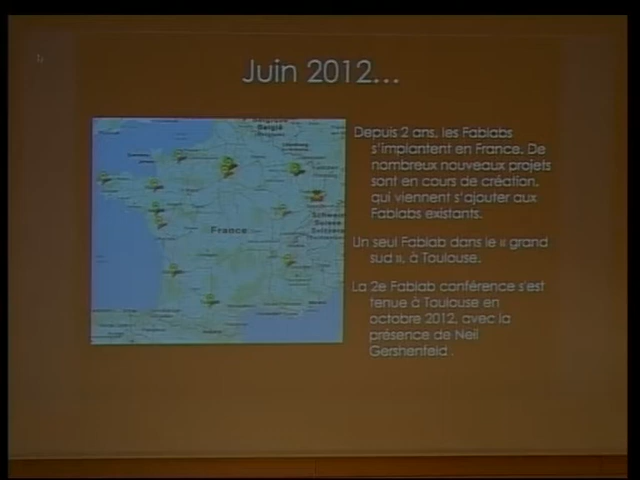 Juin 2012...
Depuis 2 ans, les Fablabs
s'implantent en France. De
nombreux nouveaux projets
sont en cours de création,
qui viennent s'ajouter aux
Fablabs existants.
Un seul Fablab dans le « grand
sud », à Toulouse.
La 2e Fablab conférence s'est
tenue à Toulouse en
octobre 2012, avec la
présence de Neil
Gershenfeld .
België
France